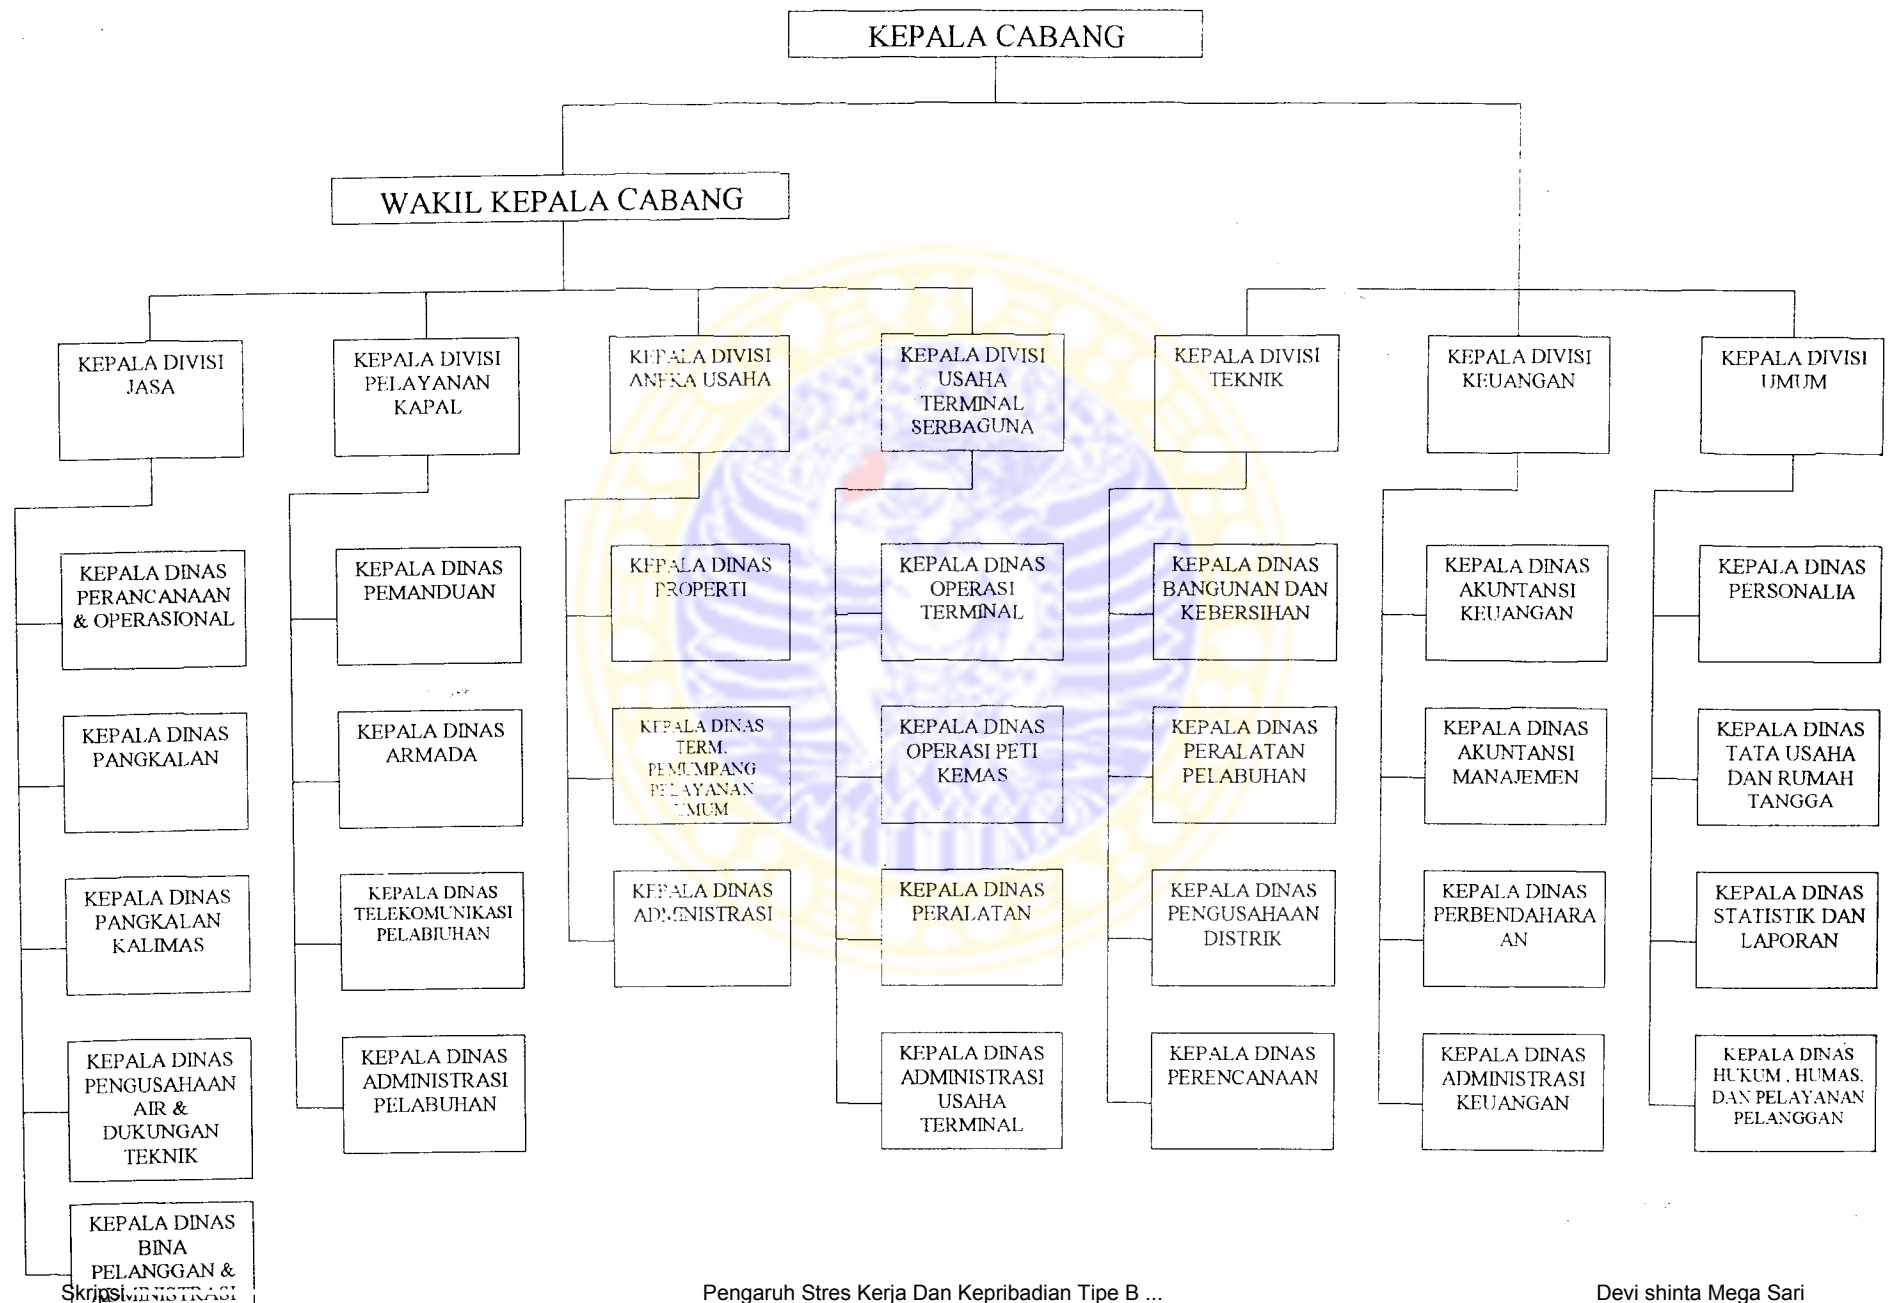 KEPALA CABANG
WAKIL KEPALA CABANG
KEPALA DIVISI
JASA
KEPALA DIVISI
PELAYANAN
KAPAL
KEPALA DIVISI
ANEKA USAHA
KEPALA DIVISI
USAHA
TERMINAL
SERBAGUNA
KEPALA DIVISI
TEKNIK
KEPALA DIVISI
KEUANGAN
KEPALA DIVISI
UMUM
KEPALA DINAS
PERANCANAAN
& OPERASIONAL
KEPALA DINAS
PANGKALAN
KEPALA DINAS
PANGKALAN
KALIMAS
KEPALA DINAS
PENGUSAHAAN
AIR &
DUKUNGAN
TEKNIK
KEPALA DINAS
BINA
PELANGGAN &
ADMINISTRASI
KEPALA DINAS
PEMANDUAN
KEPALA DINAS
ARMADA
KEPALA DINAS
TELEKOMUNIKASI
PELABIUHAN
KEPALA DINAS
ADMINISTRASI
PELABUHAN
KEPALA DINAS
PROPERTI
KEPALA DINAS
TERM.
PEMUMPANG
PELAYANAN
UMUM
KEPALA DINAS
ADMINISTRASI
KEPALA DINAS
OPERASI
TERMINAL
KEPALA DINAS
OPERASI PETI
KEMAS
KEPALA DINAS
PERALATAN
KEPALA DINAS
ADMINISTRASI
USAHA
TERMINAL
KEPALA DINAS
BANGUNAN DAN
KEBERSIHAN
KEPALA DINAS
PERALATAN
PELABUHAN
KEPALA DINAS
PENGUSAHAAN
DISTRIK
KEPALA DINAS
PERENCANAAN
KEPALA DINAS
AKUNTANSI
KEUANGAN
KEPALA DINAS
AKUNTANSI
MANAJEMEN
KEPALA DINAS
PERBENDAHARA
AN
KEPALA DINAS
ADMINISTRASI
KEUANGAN
KEPALA DINAS
PERSONALIA
KEPALA DINAS
TATA USAHA
DAN RUMAH
TANGGA
KEPALA DINAS
STATISTIK DAN
LAPORAN
KEPALA DINAS
HUKUM , HUMAS.
DAN PELAYANAN
PELANGGAN
Skripsi
Pengaruh Stres Kerja Dan Kepribadian Tipe B ...
Devi shinta Mega Sari